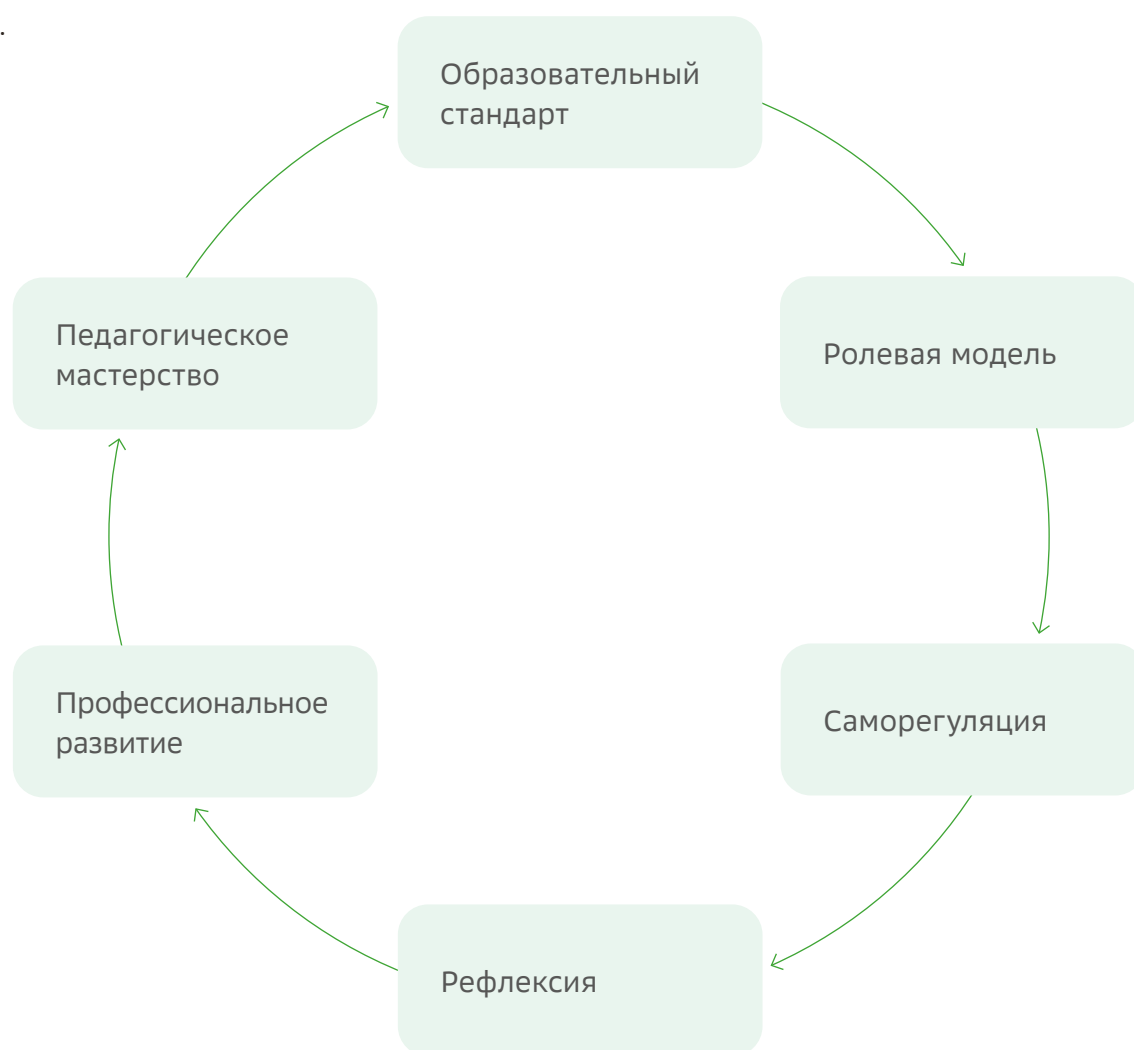 .
Образовательный
стандарт
Ролевая модель
Саморегуляция
Рефлексия
Профессиональное
развитие
Педагогическое
мастерство